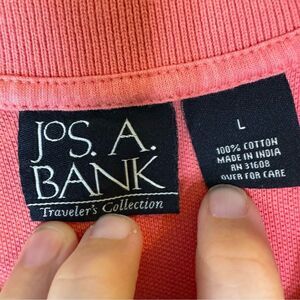 JoS. A.
BANK
Traveler's Collection
L
100% COTTON
MADE IN INDIA
RN 31608
OVER FOR CARE